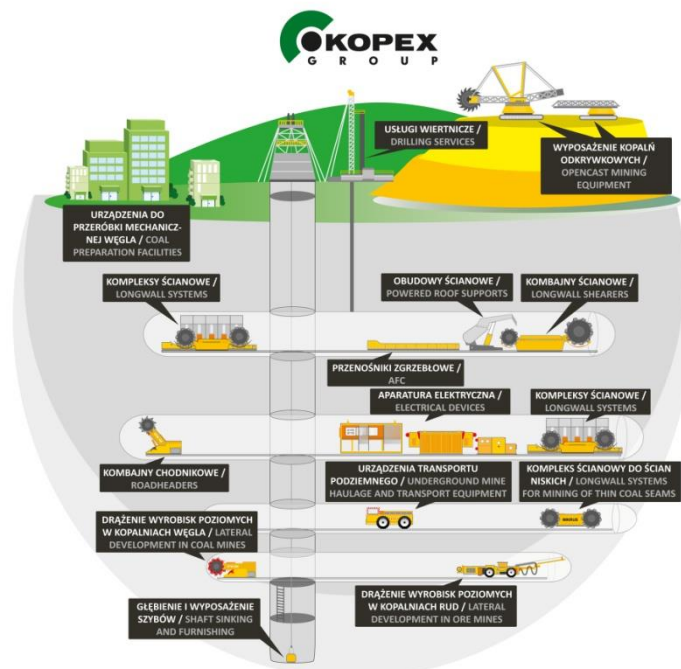 KOPEX
GROUP
USŁUGI WIERTNICZE /
DRILLING SERVICES
WYPOSAŻENIE KOPALŃ
ODKRYWKOWYCH /
OPENCAST MINING
EQUIPMENT
URZĄDZENIA DO
PRZERÓBKI MECHANICZ-
NEJ WĘGLA / COAL
PREPARATION FACILITIES
KOMPLEKSY ŚCIANOWE /
LONGWALL SYSTEMS
OBUDOWY ŚCIANOWE /
POWERED ROOF SUPPORTS
KOMBAJNY ŚCIANOWE /
LONGWALL SHEARERS
PRZENOŚNIKI ZGRZEBŁOWE /
AFC
APARATURA ELEKTRYCZNA /
ELECTRICAL DEVICES
KOMPLEKSY ŚCIANOWE /
LONGWALL SYSTEMS
KOMBAJNY CHODNIKOWE /
ROADHEADERS
URZĄDZENIA TRANSPORTU
PODZIEMNEGO / UNDERGROUND MINE
HAULAGE AND TRANSPORT EQUIPMENT
KOMPLEKS ŚCIANOWY DO ŚCIAN
NISKICH / LONGWALL SYSTEMS
FOR MINING OF THIN COAL SEAMS
DRĄŻENIE WYROBISK POZIOMYCH
W KOPALNIACH WĘGLA / LATERAL
DEVELOPMENT IN COAL MINES
DRĄŻENIE WYROBISK POZIOMYCH
W KOPALNIACH RUD / LATERAL
DEVELOPMENT IN ORE MINES
GŁĘBIENIE I WYPOSAŻENIE
SZYBÓW / SHAFT SINKING
AND FURNISHING